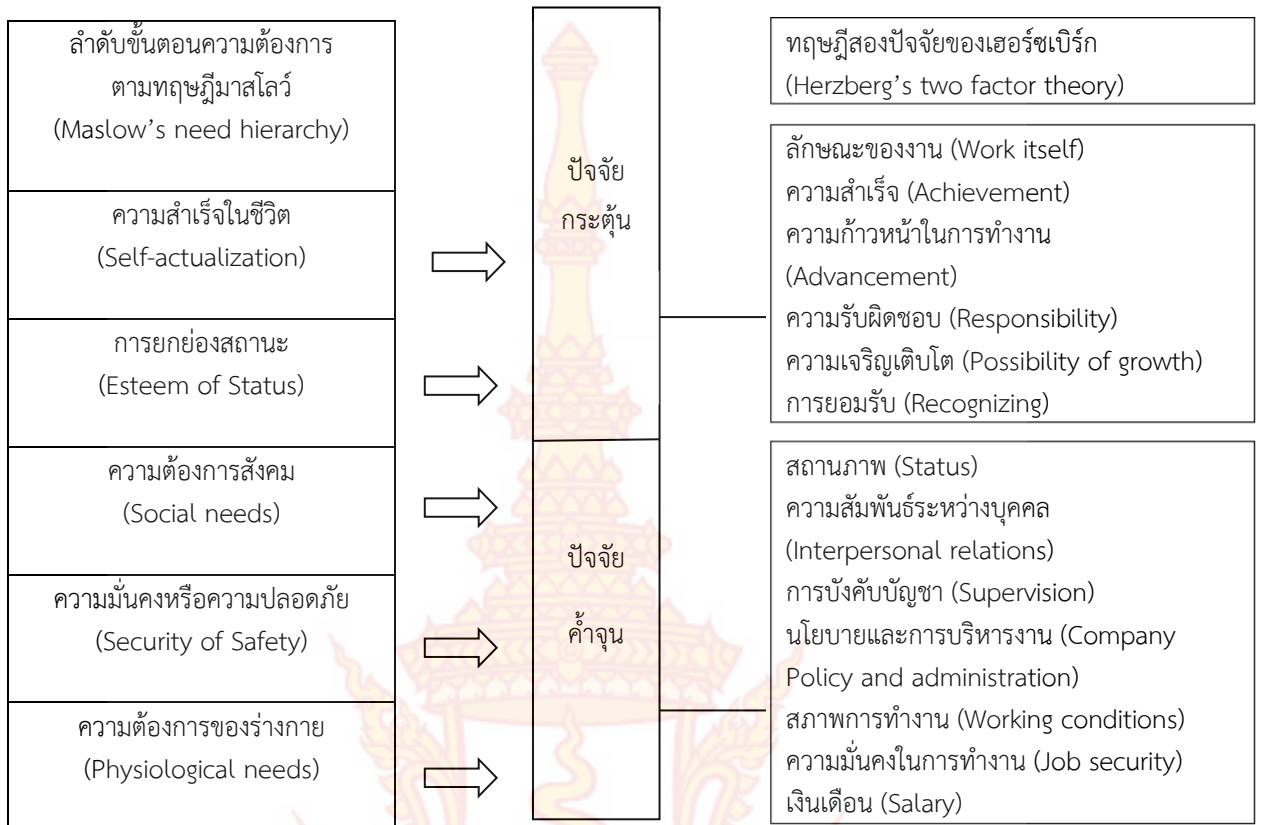 ลำดับขั้นตอนความต้องการ
ตามทฤษฎีมาสโลว์
(Maslow’s need hierarchy)
ความสำเร็จในชีวิต
(Self-actualization)
การยกย่องสถานะ
(Esteem of Status)
ความต้องการสังคม
(Social needs)
ความมั่นคงหรือความปลอดภัย
(Security of Safety)
ความต้องการของร่างกาย
(Physiological needs)
ปัจจัย
กระตุ้น
ปัจจัย
ค้ำจุน
ทฤษฎีสองปัจจัยของเฮอร์ซเบิร์ก
(Herzberg’s two factor theory)
ลักษณะของงาน (Work itself)
ความสำเร็จ (Achievement)
ความก้าวหน้าในการทำงาน
(Advancement)
ความรับผิดชอบ (Responsibility)
ความเจริญเติบโต (Possibility of growth)
การยอมรับ (Recognizing)
สถานภาพ (Status)
ความสัมพันธ์ระหว่างบุคคล
(Interpersonal relations)
การบังคับบัญชา (Supervision)
นโยบายและการบริหารงาน (Company
Policy and administration)
สภาพการทำงาน (Working conditions)
ความมั่นคงในการทำงาน (Job security)
เงินเดือน (Salary)